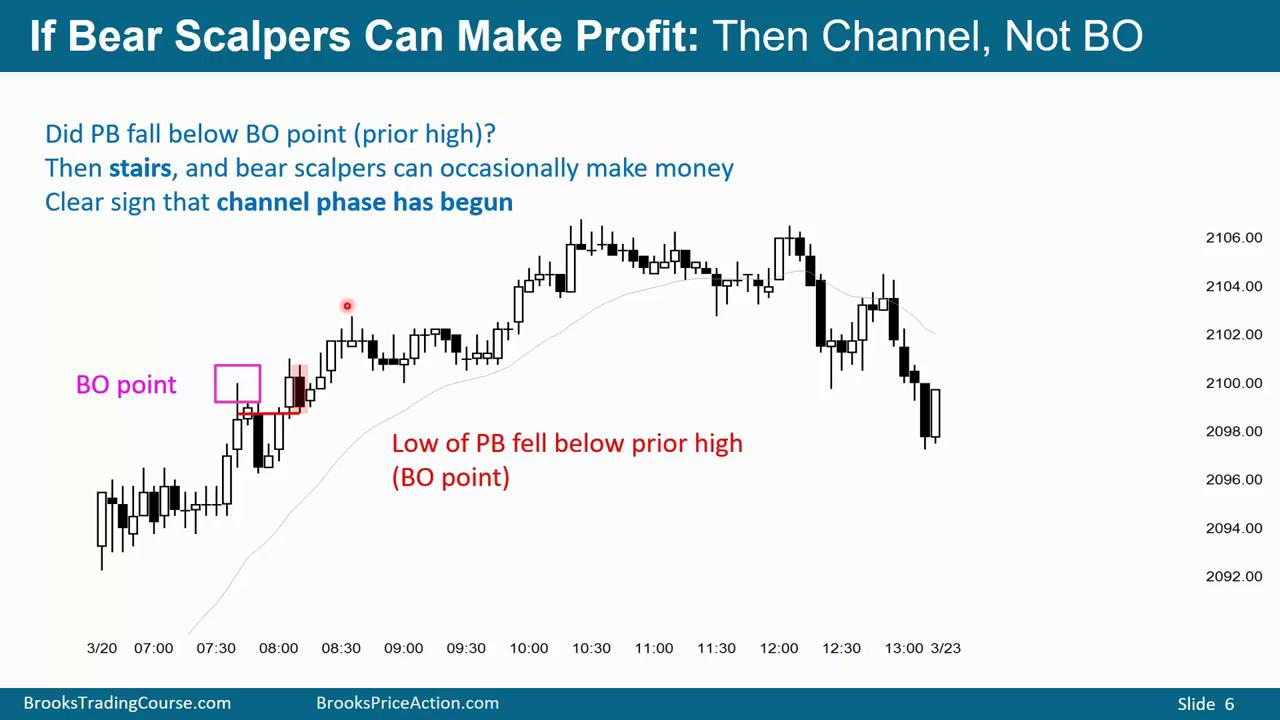 If Bear Scalpers Can Make Profit: Then Channel, Not BO
Did PB fall below BO point (prior high)?
Then stairs, and bear scalpers can occasionally make money
Clear sign that channel phase has begun
BO point
Low of PB fell below prior high
(BO point)
2106.00
2104.00
2102.00
2100.00
2098.00
2096.00
2094.00
2092.00
3/20 07:00 07:30 08:00 08:30 09:00 09:30 10:00 10:30 11:00 11:30 12:00 12:30 13:00 3/23
BrooksTradingCourse.com BrooksPriceAction.com Slide 6